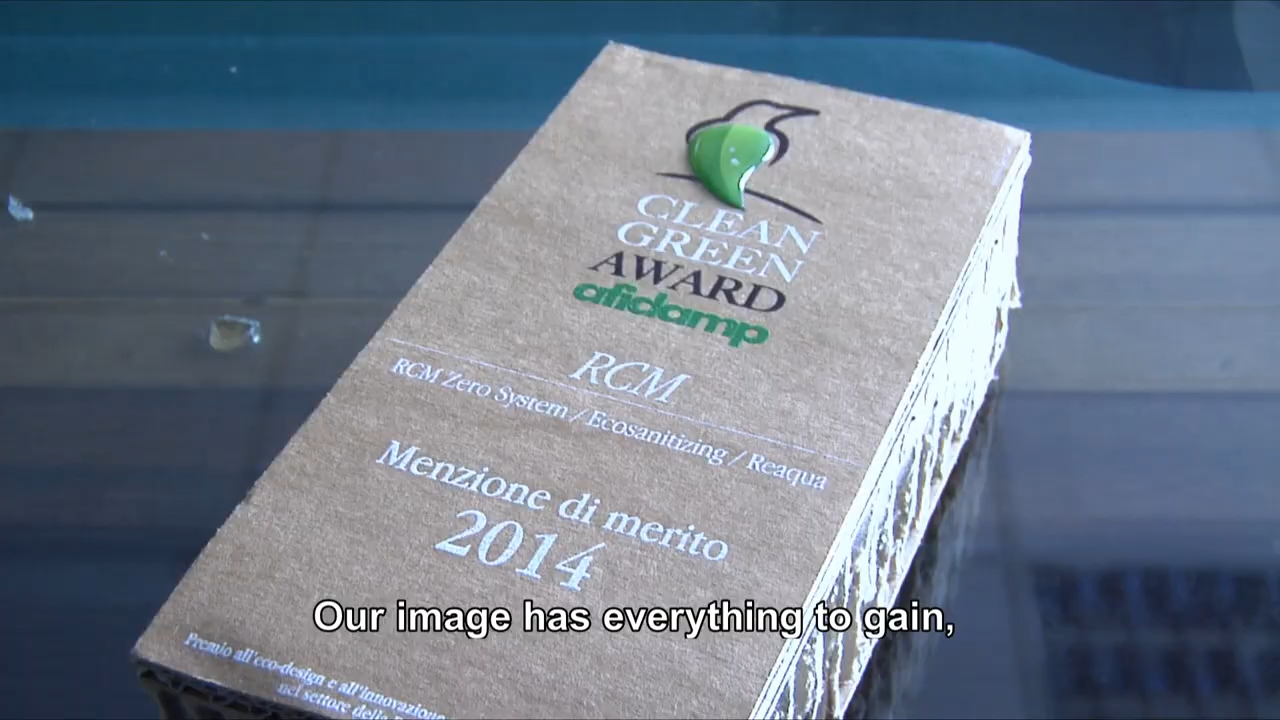 CLEAN
GREEN
AWARD
afidamp
RCM
RCM Zero System / Ecosanitizing / Reaqua
Menzione di merito
2014
Premio all'eco-design e all'innovazione
nel settore della
Our image has everything to gain,